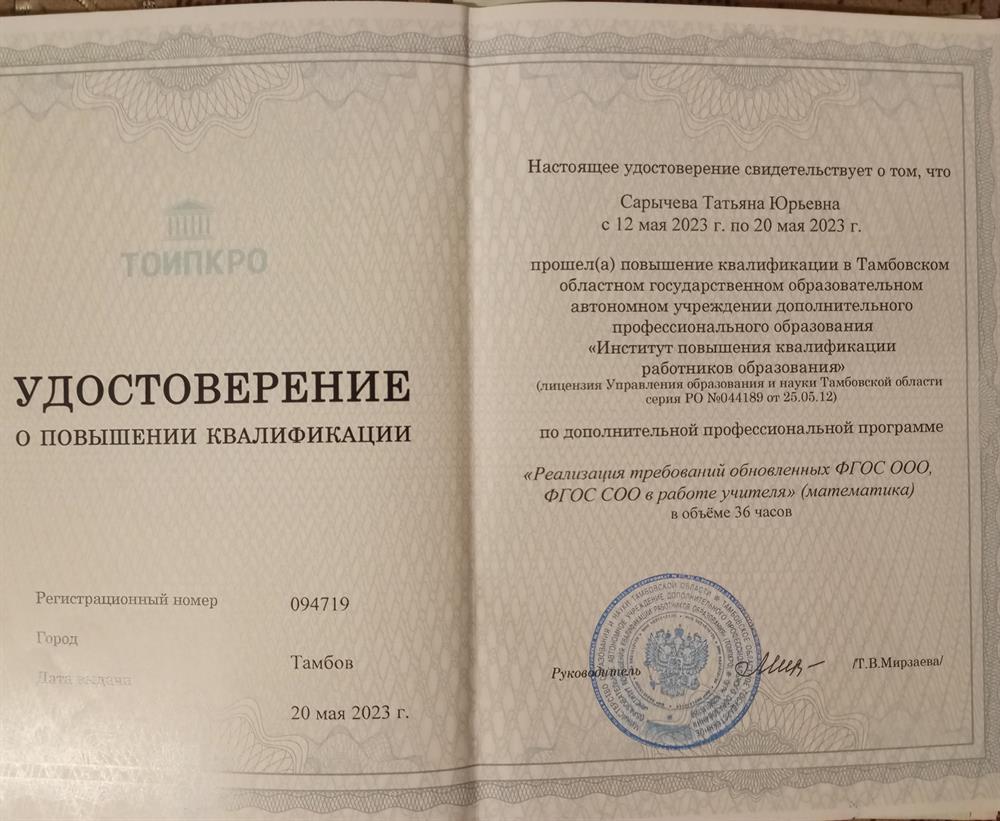 ТОИПКРО
УДОСТОВЕРЕНИЕ
О ПОВЫШЕНИИ КВАЛИФИКАЦИИ
Регистрационный номер
094719
Город
Тамбов
Дата выдачи
20 мая 2023 г.
Настоящее удостоверение свидетельствует о том, что
Сарычева Татьяна Юрьевна
с 12 мая 2023 г. по 20 мая 2023 г.
прошел(а) повышение квалификации в Тамбовском
областном государственном образовательном
автономном учреждении дополнительного
профессионального образования
«Институт повышения квалификации
работников образования»
(лицензия Управления образования и науки Тамбовской области
серия РО №044189 от 25.05.12)
по дополнительной профессиональной программе
«Реализация требований обновленных ФГОС ООО,
ФГОС СОО в работе учителя» (математика)
в объёме 36 часов
Руководитель
/Т.В.Мирзаева/